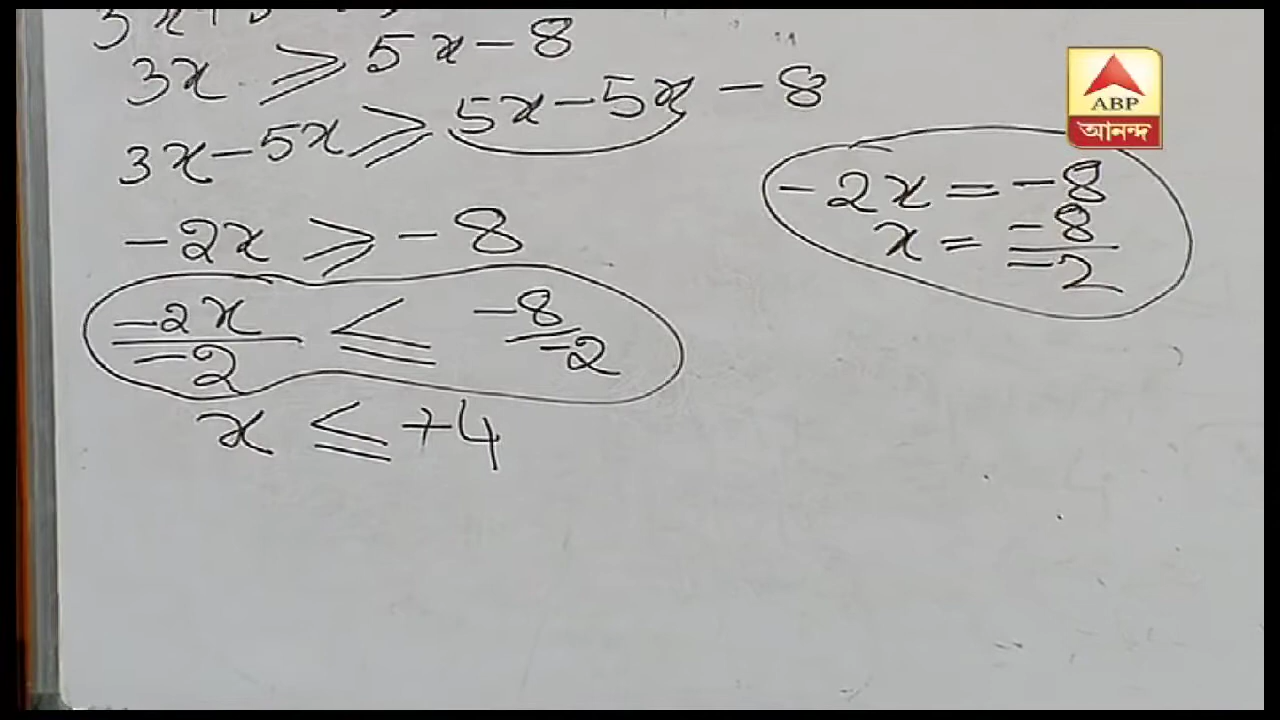 3x ⩾ 5x – 8
3x – 5x ⩾ 5x – 5x – 8
– 2x ⩾ – 8
–2x/–2 ≤ –8/–2
x ≤ +4
–2x = –8
x = –8/–2
ABP
আনন্দ